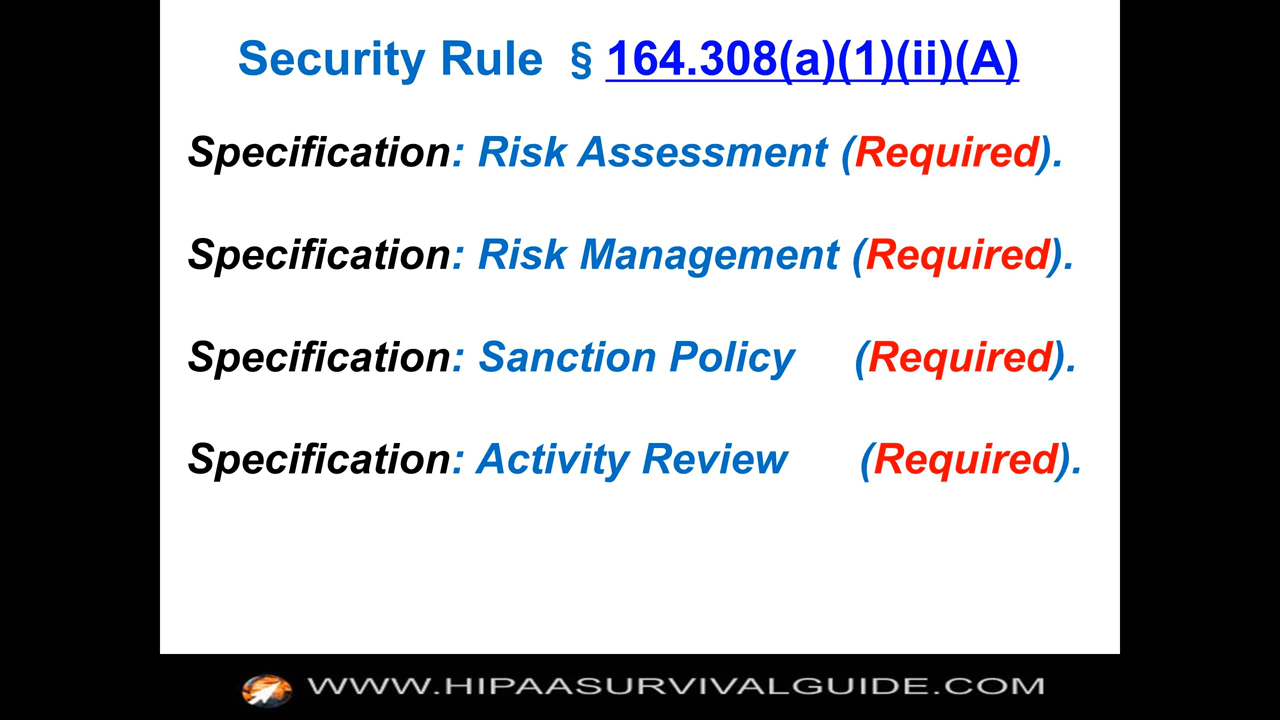 Security Rule § 164.308(a)(1)(ii)(A)
Specification: Risk Assessment (Required).
Specification: Risk Management (Required).
Specification: Sanction Policy (Required).
Specification: Activity Review (Required).
WWW.HIPAASURVIVALGUIDE.COM